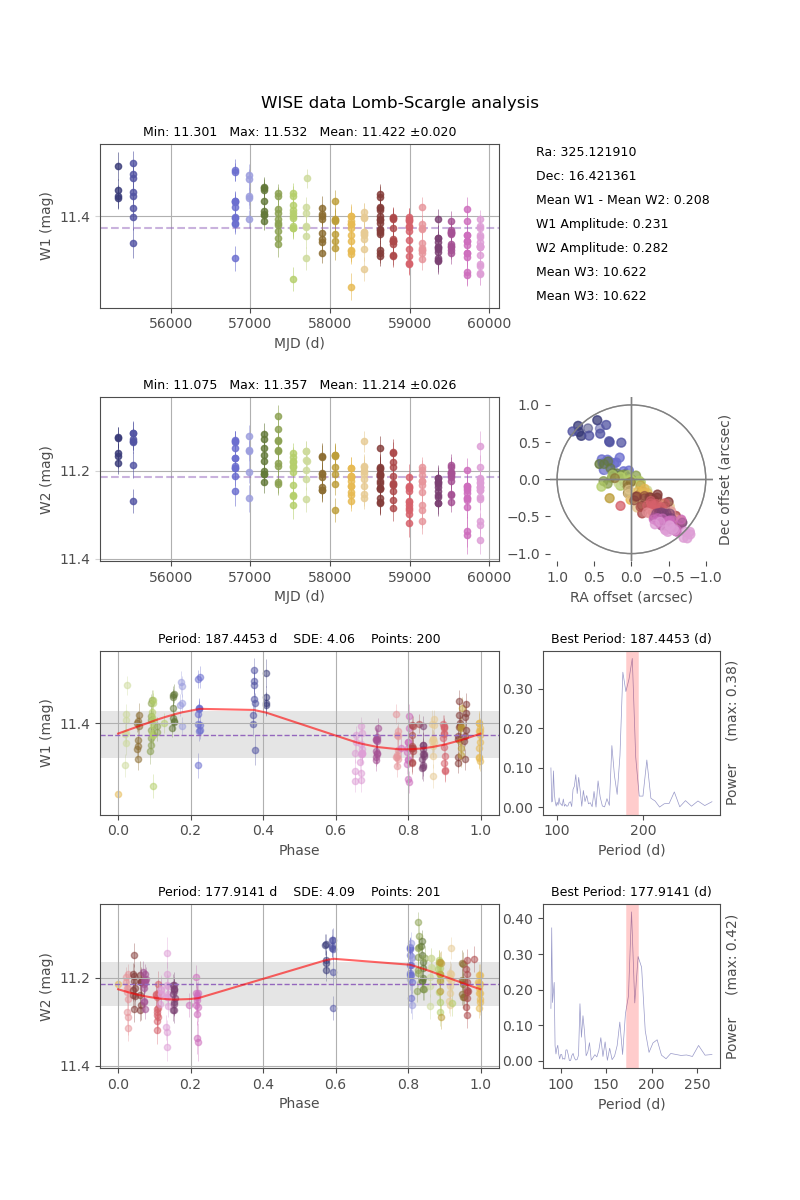 WISE data Lomb-Scargle analysis
Min: 11.301 Max: 11.532 Mean: 11.422 ±0.020
W1 (mag)
11.4
56000 57000 58000 59000 60000
MJD (d)
Ra: 325.121910
Dec: 16.421361
Mean W1 - Mean W2: 0.208
W1 Amplitude: 0.231
W2 Amplitude: 0.282
Mean W3: 10.622
Mean W3: 10.622
Min: 11.075 Max: 11.357 Mean: 11.214 ±0.026
W2 (mag)
11.2
11.4
56000 57000 58000 59000 60000
MJD (d)
1.0
0.5
0.0
−0.5
−1.0
1.0 0.5 0.0 −0.5 −1.0
RA offset (arcsec)
Dec offset (arcsec)
Period: 187.4453 d SDE: 4.06 Points: 200
W1 (mag)
11.4
0.0 0.2 0.4 0.6 0.8 1.0
Phase
Best Period: 187.4453 (d)
0.30
0.20
0.10
0.00
100 200
Period (d)
Power (max: 0.38)
Period: 177.9141 d SDE: 4.09 Points: 201
W2 (mag)
11.2
11.4
0.0 0.2 0.4 0.6 0.8 1.0
Phase
Best Period: 177.9141 (d)
0.40
0.30
0.20
0.10
0.00
100 150 200 250
Period (d)
Power (max: 0.42)